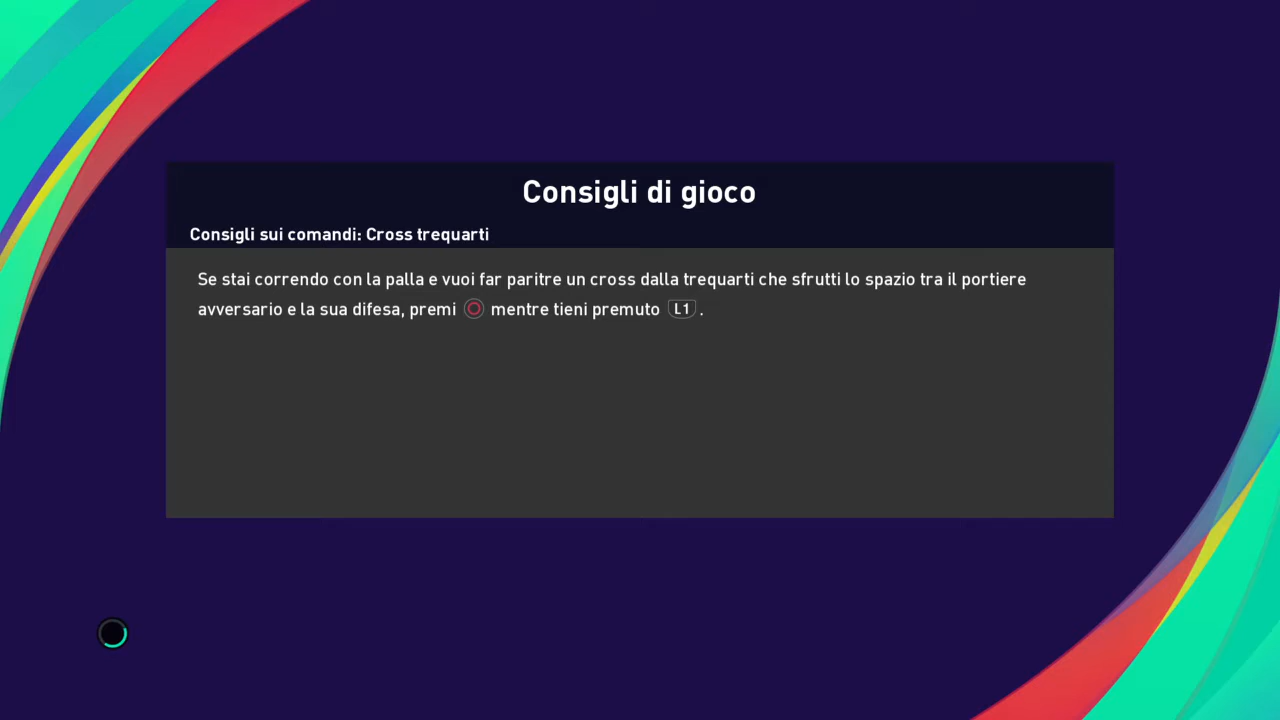 Consigli di gioco
Consigli sui comandi: Cross trequarti
Se stai correndo con la palla e vuoi far paritre un cross dalla trequarti che sfrutti lo spazio tra il portiere
avversario e la sua difesa, premi mentre tieni premuto L1 .